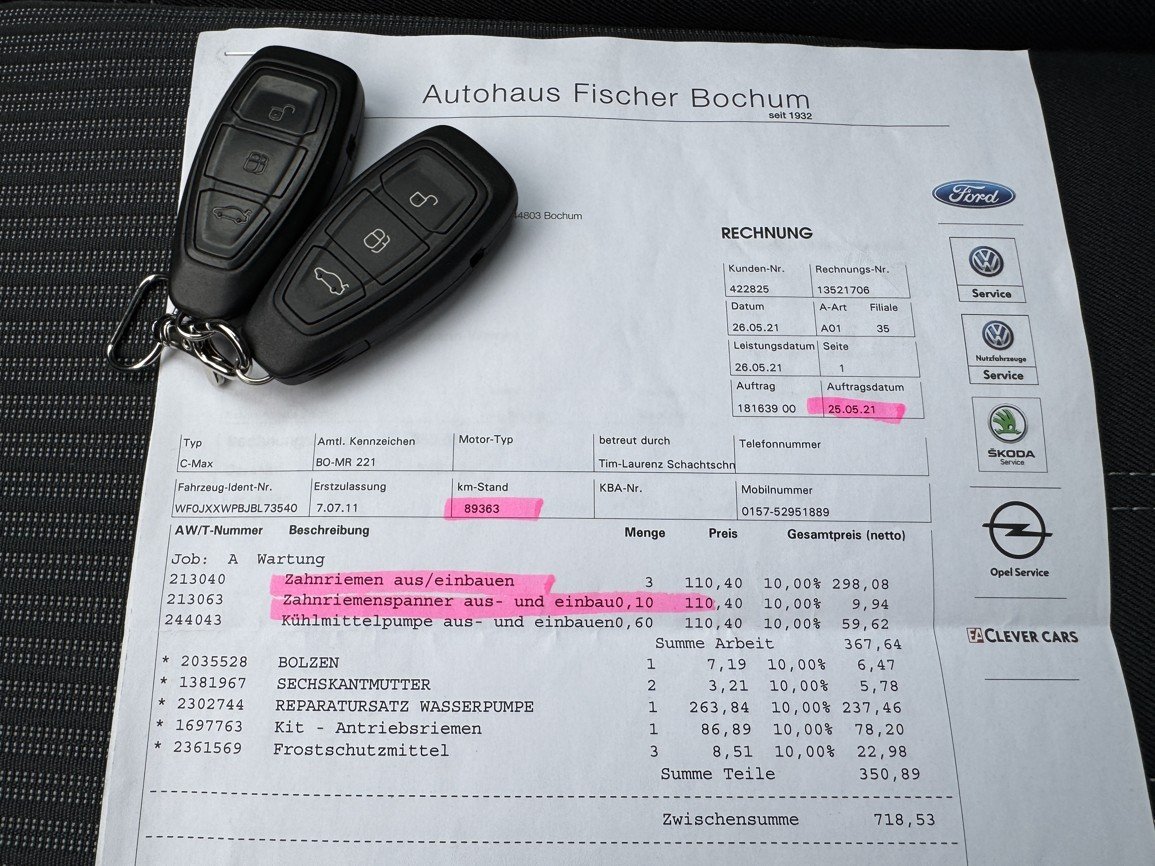 Autohaus Fischer Bochum
seit 1932
Ford
44803 Bochum
RECHNUNG
Kunden-Nr. Rechnungs-Nr.
422825 13521706
Datum A-Art Filiale
26.05.21 A01 35
Leistungsdatum Seite
26.05.21 1
Auftrag Auftragsdatum
181639 00 25.05.21
Service
Nutzfahrzeuge
Service
ŠKODA
Service
Opel Service
EA CLEVER CARS
Typ Amtl. Kennzeichen Motor-Typ betreut durch Telefonnummer
C-Max BO-MR 221 Tim-Laurenz Schachtschn
Fahrzeug-Ident-Nr. Erstzulassung km-Stand KBA-Nr. Mobilnummer
WF0JXXWPBJBL73540 7.07.11 89363 0157-52951889
AW/T-Nummer Beschreibung Menge Preis Gesamtpreis (netto)
Job: A Wartung
213040 Zahnriemen aus/einbauen 3 110,40 10,00% 298,08
213063 Zahnriemenspanner aus- und einbau0,10 110,40 10,00% 9,94
244043 Kühlmittelpumpe aus- und einbauen0,60 110,40 10,00% 59,62
Summe Arbeit 367,64
* 2035528 BOLZEN 1 7,19 10,00% 6,47
* 1381967 SECHSKANTMUTTER 2 3,21 10,00% 5,78
* 2302744 REPARATURSATZ WASSERPUMPE 1 263,84 10,00% 237,46
* 1697763 Kit - Antriebsriemen 1 86,89 10,00% 78,20
* 2361569 Frostschutzmittel 3 8,51 10,00% 22,98
Summe Teile 350,89
Zwischensumme 718,53